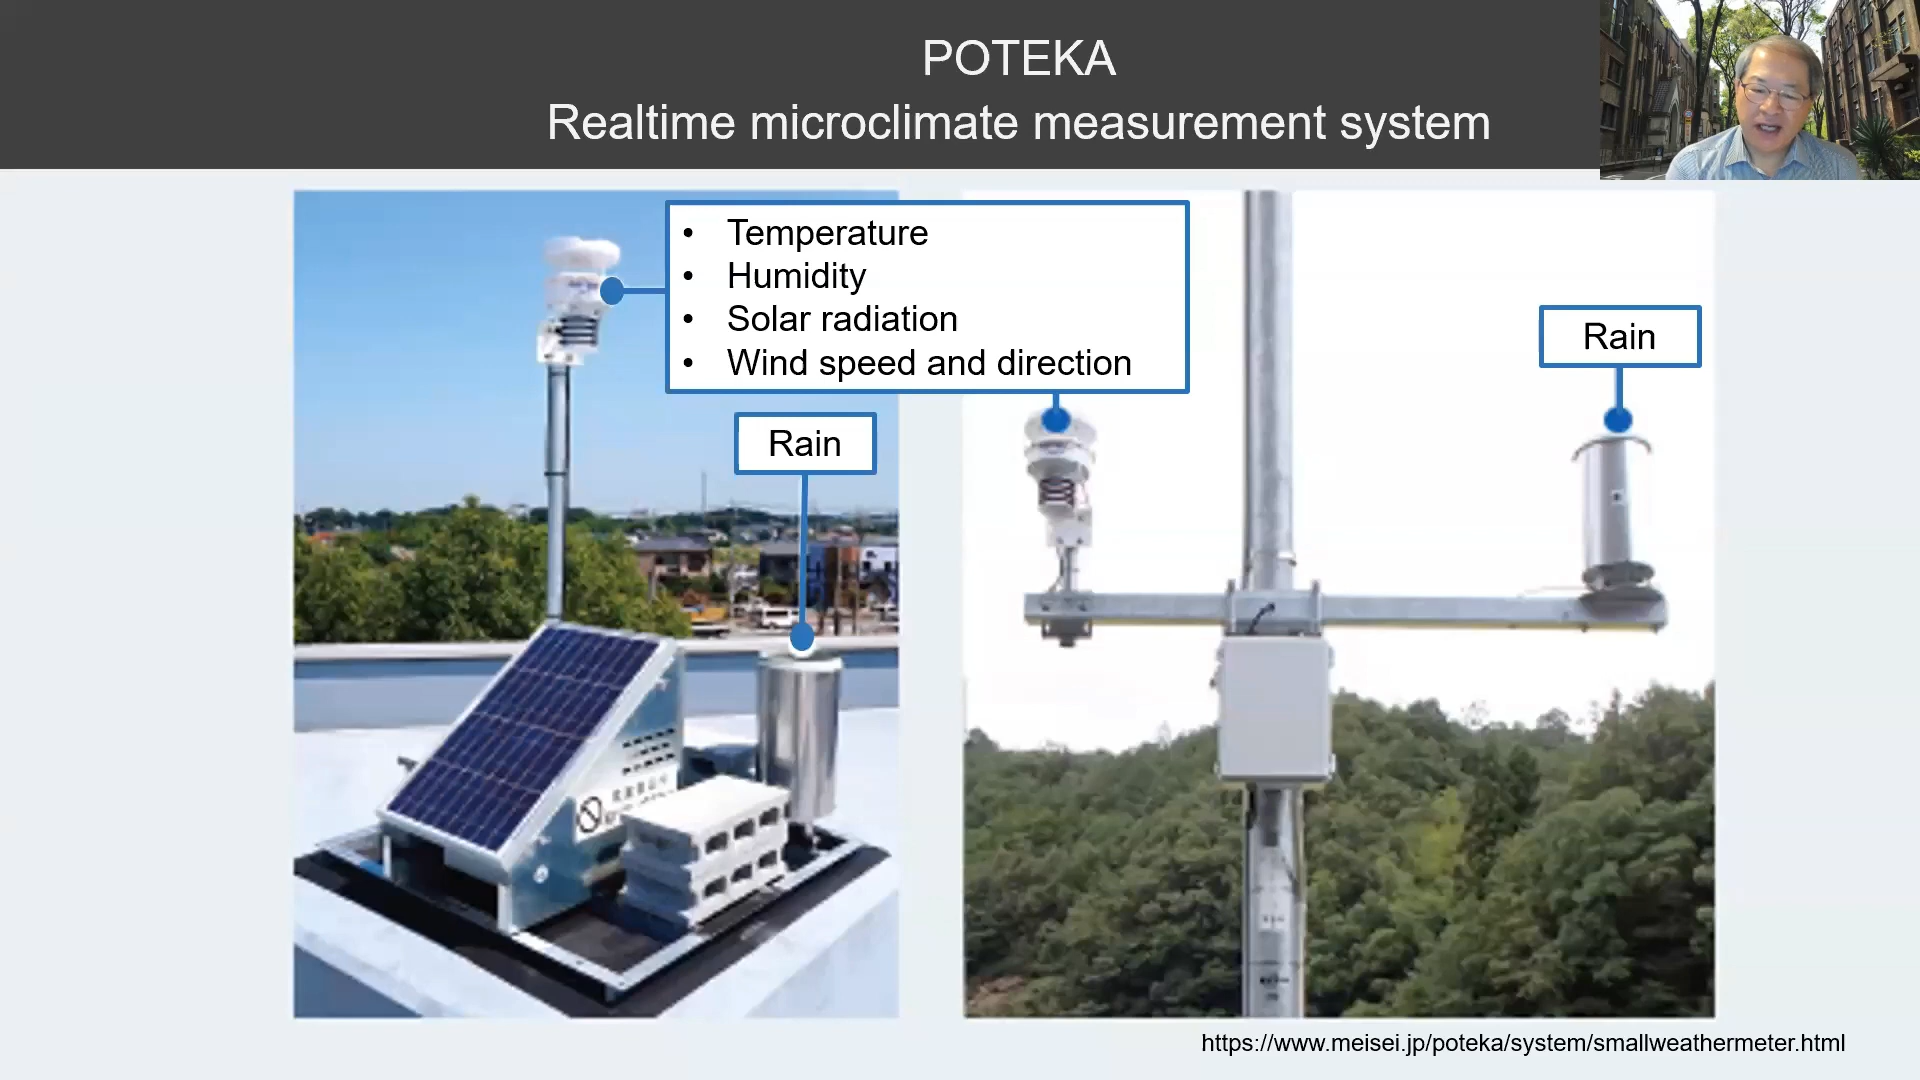 POTEKA
Realtime microclimate measurement system
• Temperature
• Humidity
• Solar radiation
• Wind speed and direction
Rain
Rain
https://www.meisei.jp/poteka/system/smallweathermeter.html